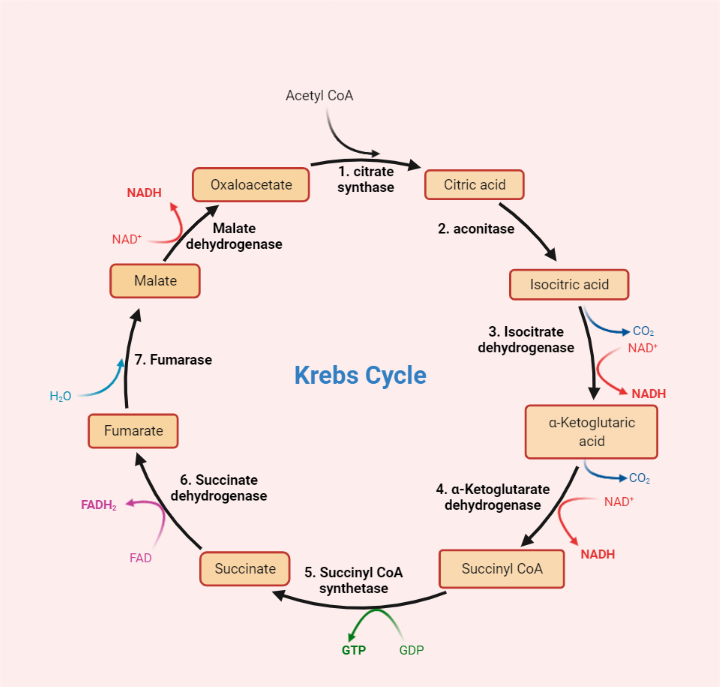 Acetyl CoA
1. citrate
synthase
Oxaloacetate
Citric acid
NADH
NAD⁺
Malate
dehydrogenase
2. aconitase
Malate
Isocitric acid
3. Isocitrate
dehydrogenase
CO₂
NAD⁺
NADH
7. Fumarase
Krebs Cycle
H₂O
Fumarate
α-Ketoglutaric
acid
6. Succinate
dehydrogenase
4. α-Ketoglutarate
dehydrogenase
CO₂
NAD⁺
NADH
FADH₂
FAD
Succinate
5. Succinyl CoA
synthetase
Succinyl CoA
GTP
GDP